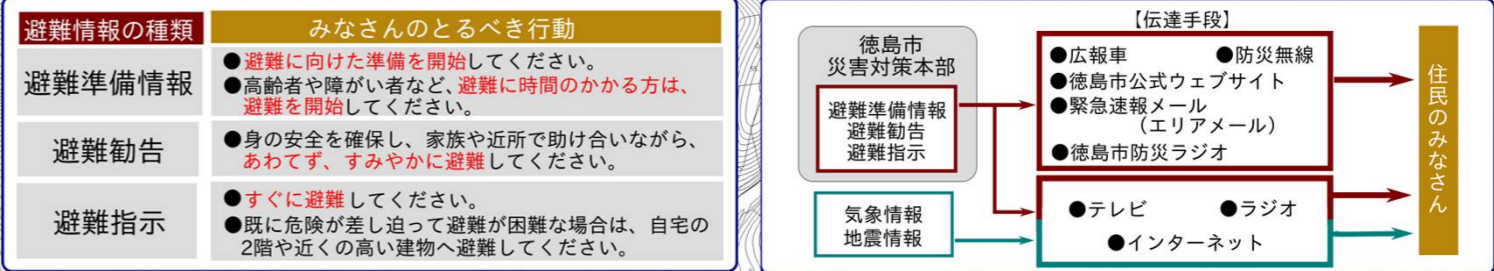 避難情報の種類
みなさんのとるべき行動
避難準備情報
●避難に向けた準備を開始してください。
●高齢者や障がい者など、避難に時間のかかる方は、
避難を開始してください。
避難勧告
●身の安全を確保し、家族や近所で助け合いながら、
あわてず、すみやかに避難してください。
避難指示
●すぐに避難してください。
●既に危険が差し迫って避難が困難な場合は、自宅の
2階や近くの高い建物へ避難してください。
【伝達手段】
徳島市
災害対策本部
避難準備情報
避難勧告
避難指示
気象情報
地震情報
●広報車 ●防災無線
●徳島市公式ウェブサイト
●緊急速報メール
（エリアメール）
●徳島市防災ラジオ
●テレビ ●ラジオ
●インターネット
住民のみなさん